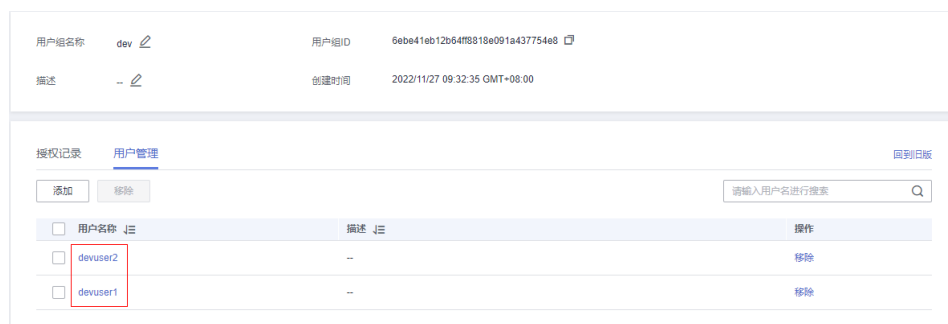 用户组名称 dev 用户组ID 6ebe41eb12b64ff8818e091a437754e8
描述 -- 创建时间 2022/11/27 09:32:35 GMT+08:00
授权记录 用户管理 回到旧版
添加 移除 请输入用户名进行搜索
用户名称 描述 操作
devuser2 -- 移除
devuser1 -- 移除